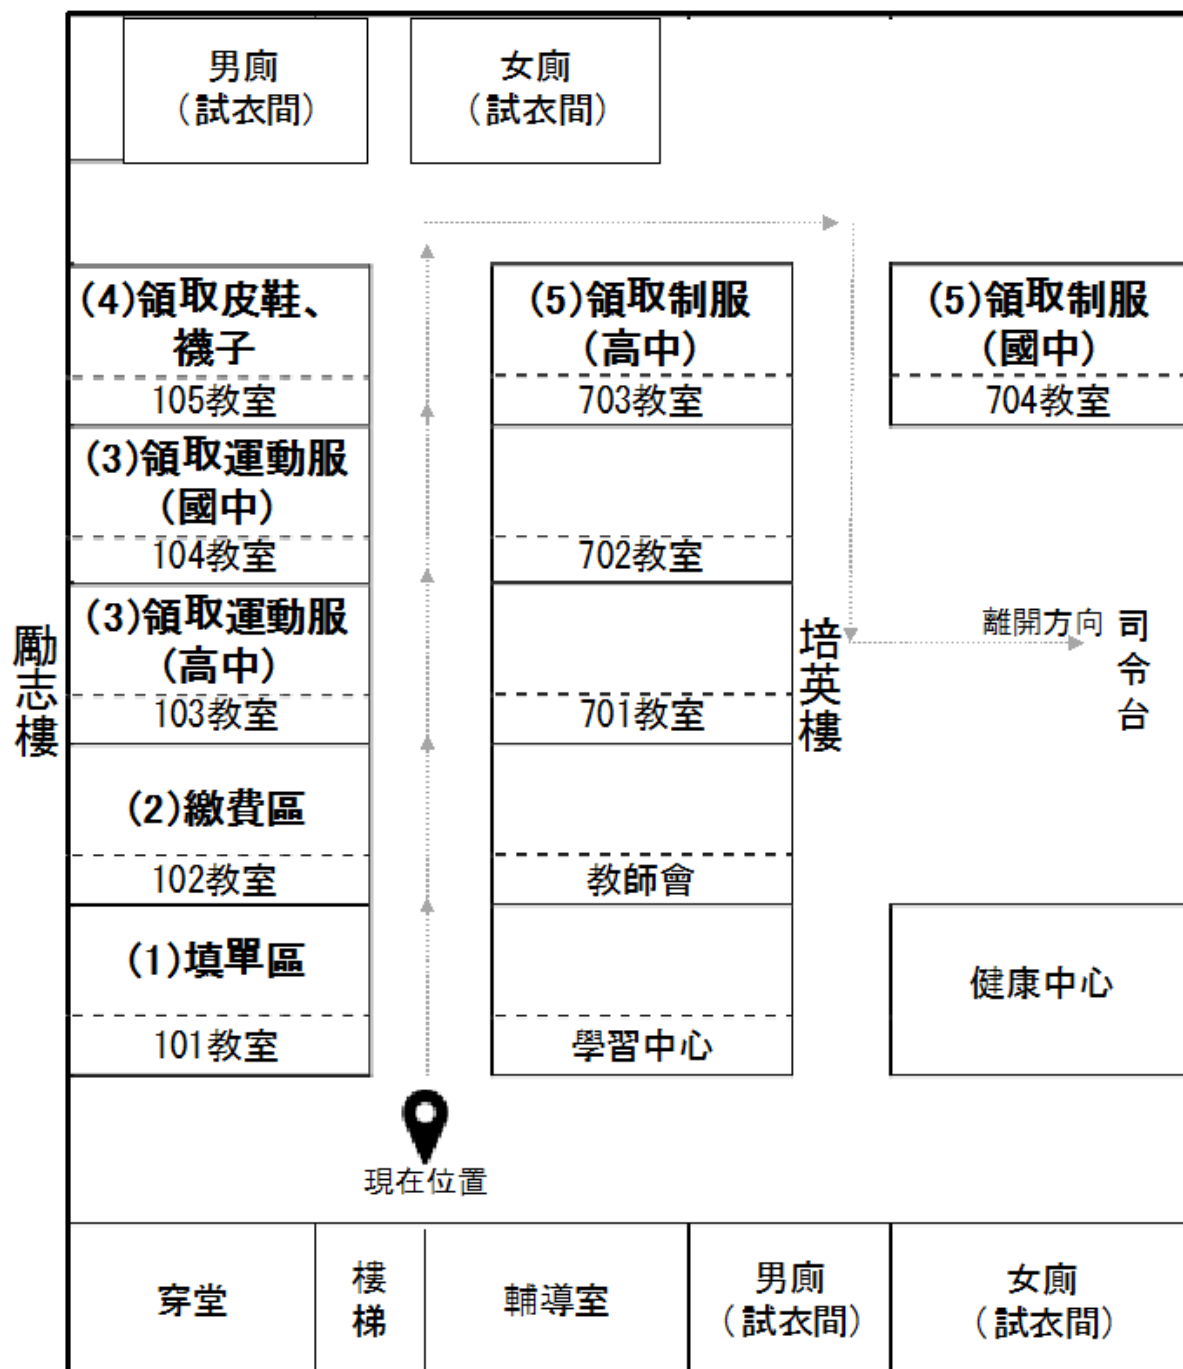 男廁
（試衣間）
女廁
（試衣間）
(4)領取皮鞋、
襪子
105教室
(5)領取制服
(高中)
703教室
(5)領取制服
(國中)
704教室
(3)領取運動服
(國中)
104教室
702教室
(3)領取運動服
(高中)
103教室
701教室
勵志樓
培英樓
離開方向
司令台
(2)繳費區
102教室
教師會
(1)填單區
101教室
學習中心
健康中心
現在位置
穿堂
樓梯
輔導室
男廁
（試衣間）
女廁
（試衣間）